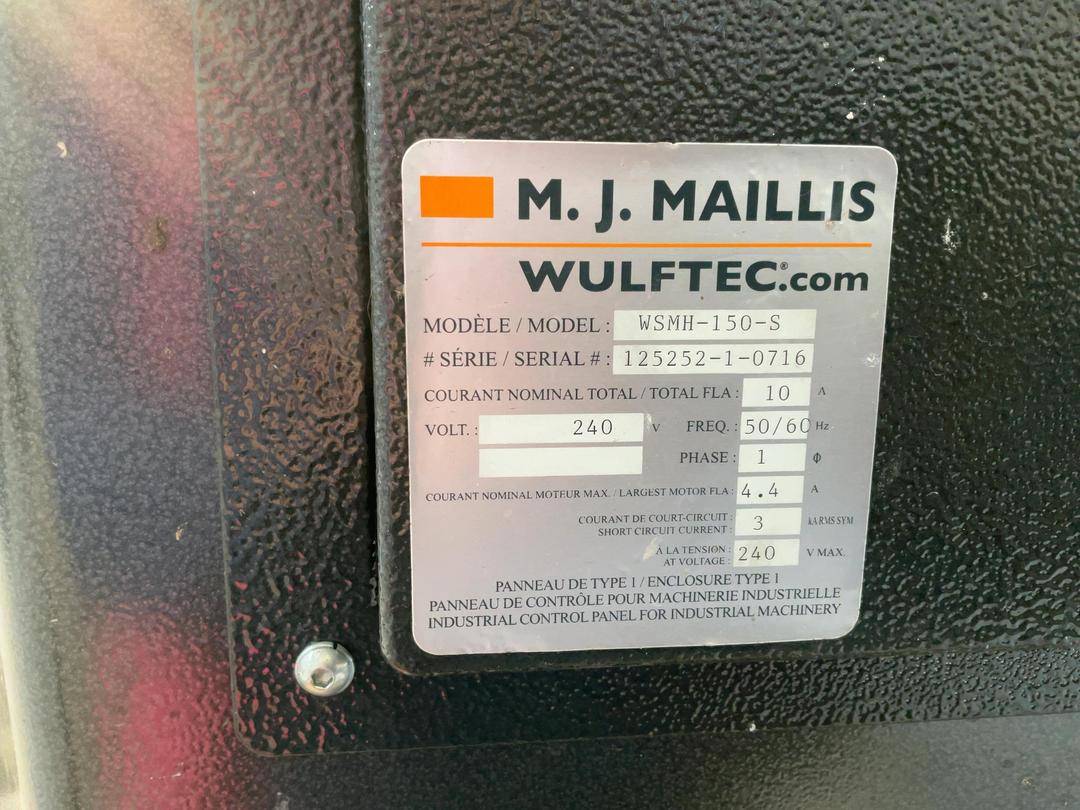 M. J. MAILLIS
WULFTEC®.com
MODÈLE / MODEL : WSMH-150-S
# SÉRIE / SERIAL # : 125252-1-0716
COURANT NOMINAL TOTAL / TOTAL FLA : 10 A
VOLT. : 240 V FREQ. : 50/60 Hz
PHASE : 1 ϕ
COURANT NOMINAL MOTEUR MAX. / LARGEST MOTOR FLA : 4.4 A
COURANT DE COURT-CIRCUIT :
SHORT CIRCUIT CURRENT : 3 kA RMS SYM
À LA TENSION :
AT VOLTAGE : 240 V MAX.
PANNEAU DE TYPE 1 / ENCLOSURE TYPE 1
PANNEAU DE CONTRÔLE POUR MACHINERIE INDUSTRIELLE
INDUSTRIAL CONTROL PANEL FOR INDUSTRIAL MACHINERY